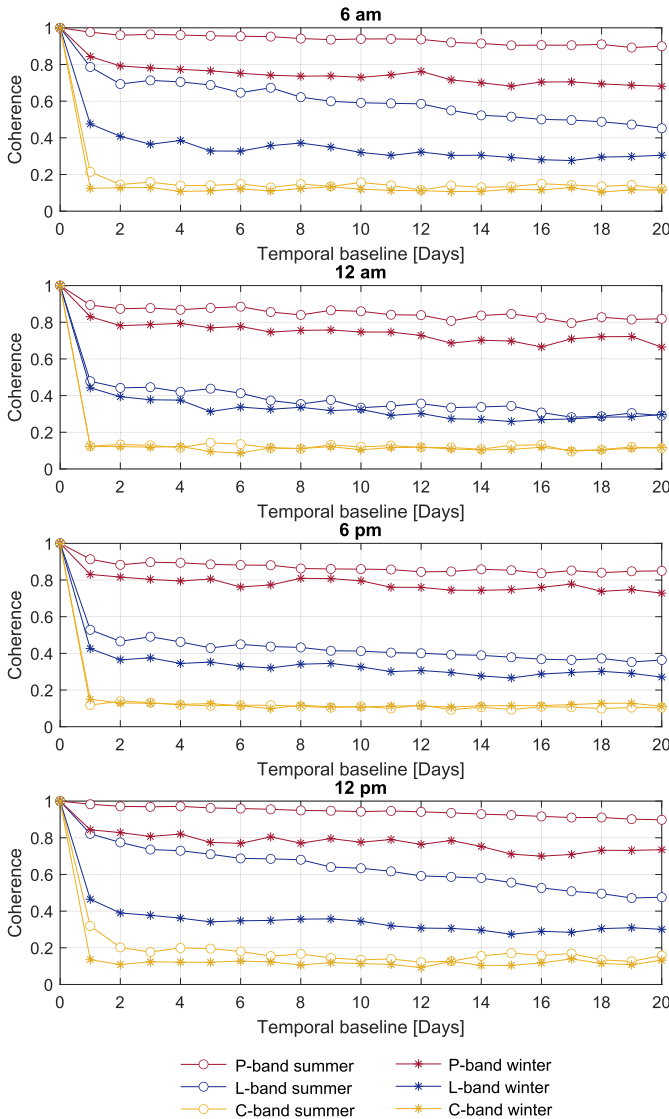 6 am
1
0.8
0.6
0.4
0.2
0
Coherence
0 2 4 6 8 10 12 14 16 18 20
Temporal baseline [Days]
12 am
1
0.8
0.6
0.4
0.2
0
Coherence
0 2 4 6 8 10 12 14 16 18 20
Temporal baseline [Days]
6 pm
1
0.8
0.6
0.4
0.2
0
Coherence
0 2 4 6 8 10 12 14 16 18 20
Temporal baseline [Days]
12 pm
1
0.8
0.6
0.4
0.2
0
Coherence
0 2 4 6 8 10 12 14 16 18 20
Temporal baseline [Days]
P-band summer P-band winter
L-band summer L-band winter
C-band summer C-band winter